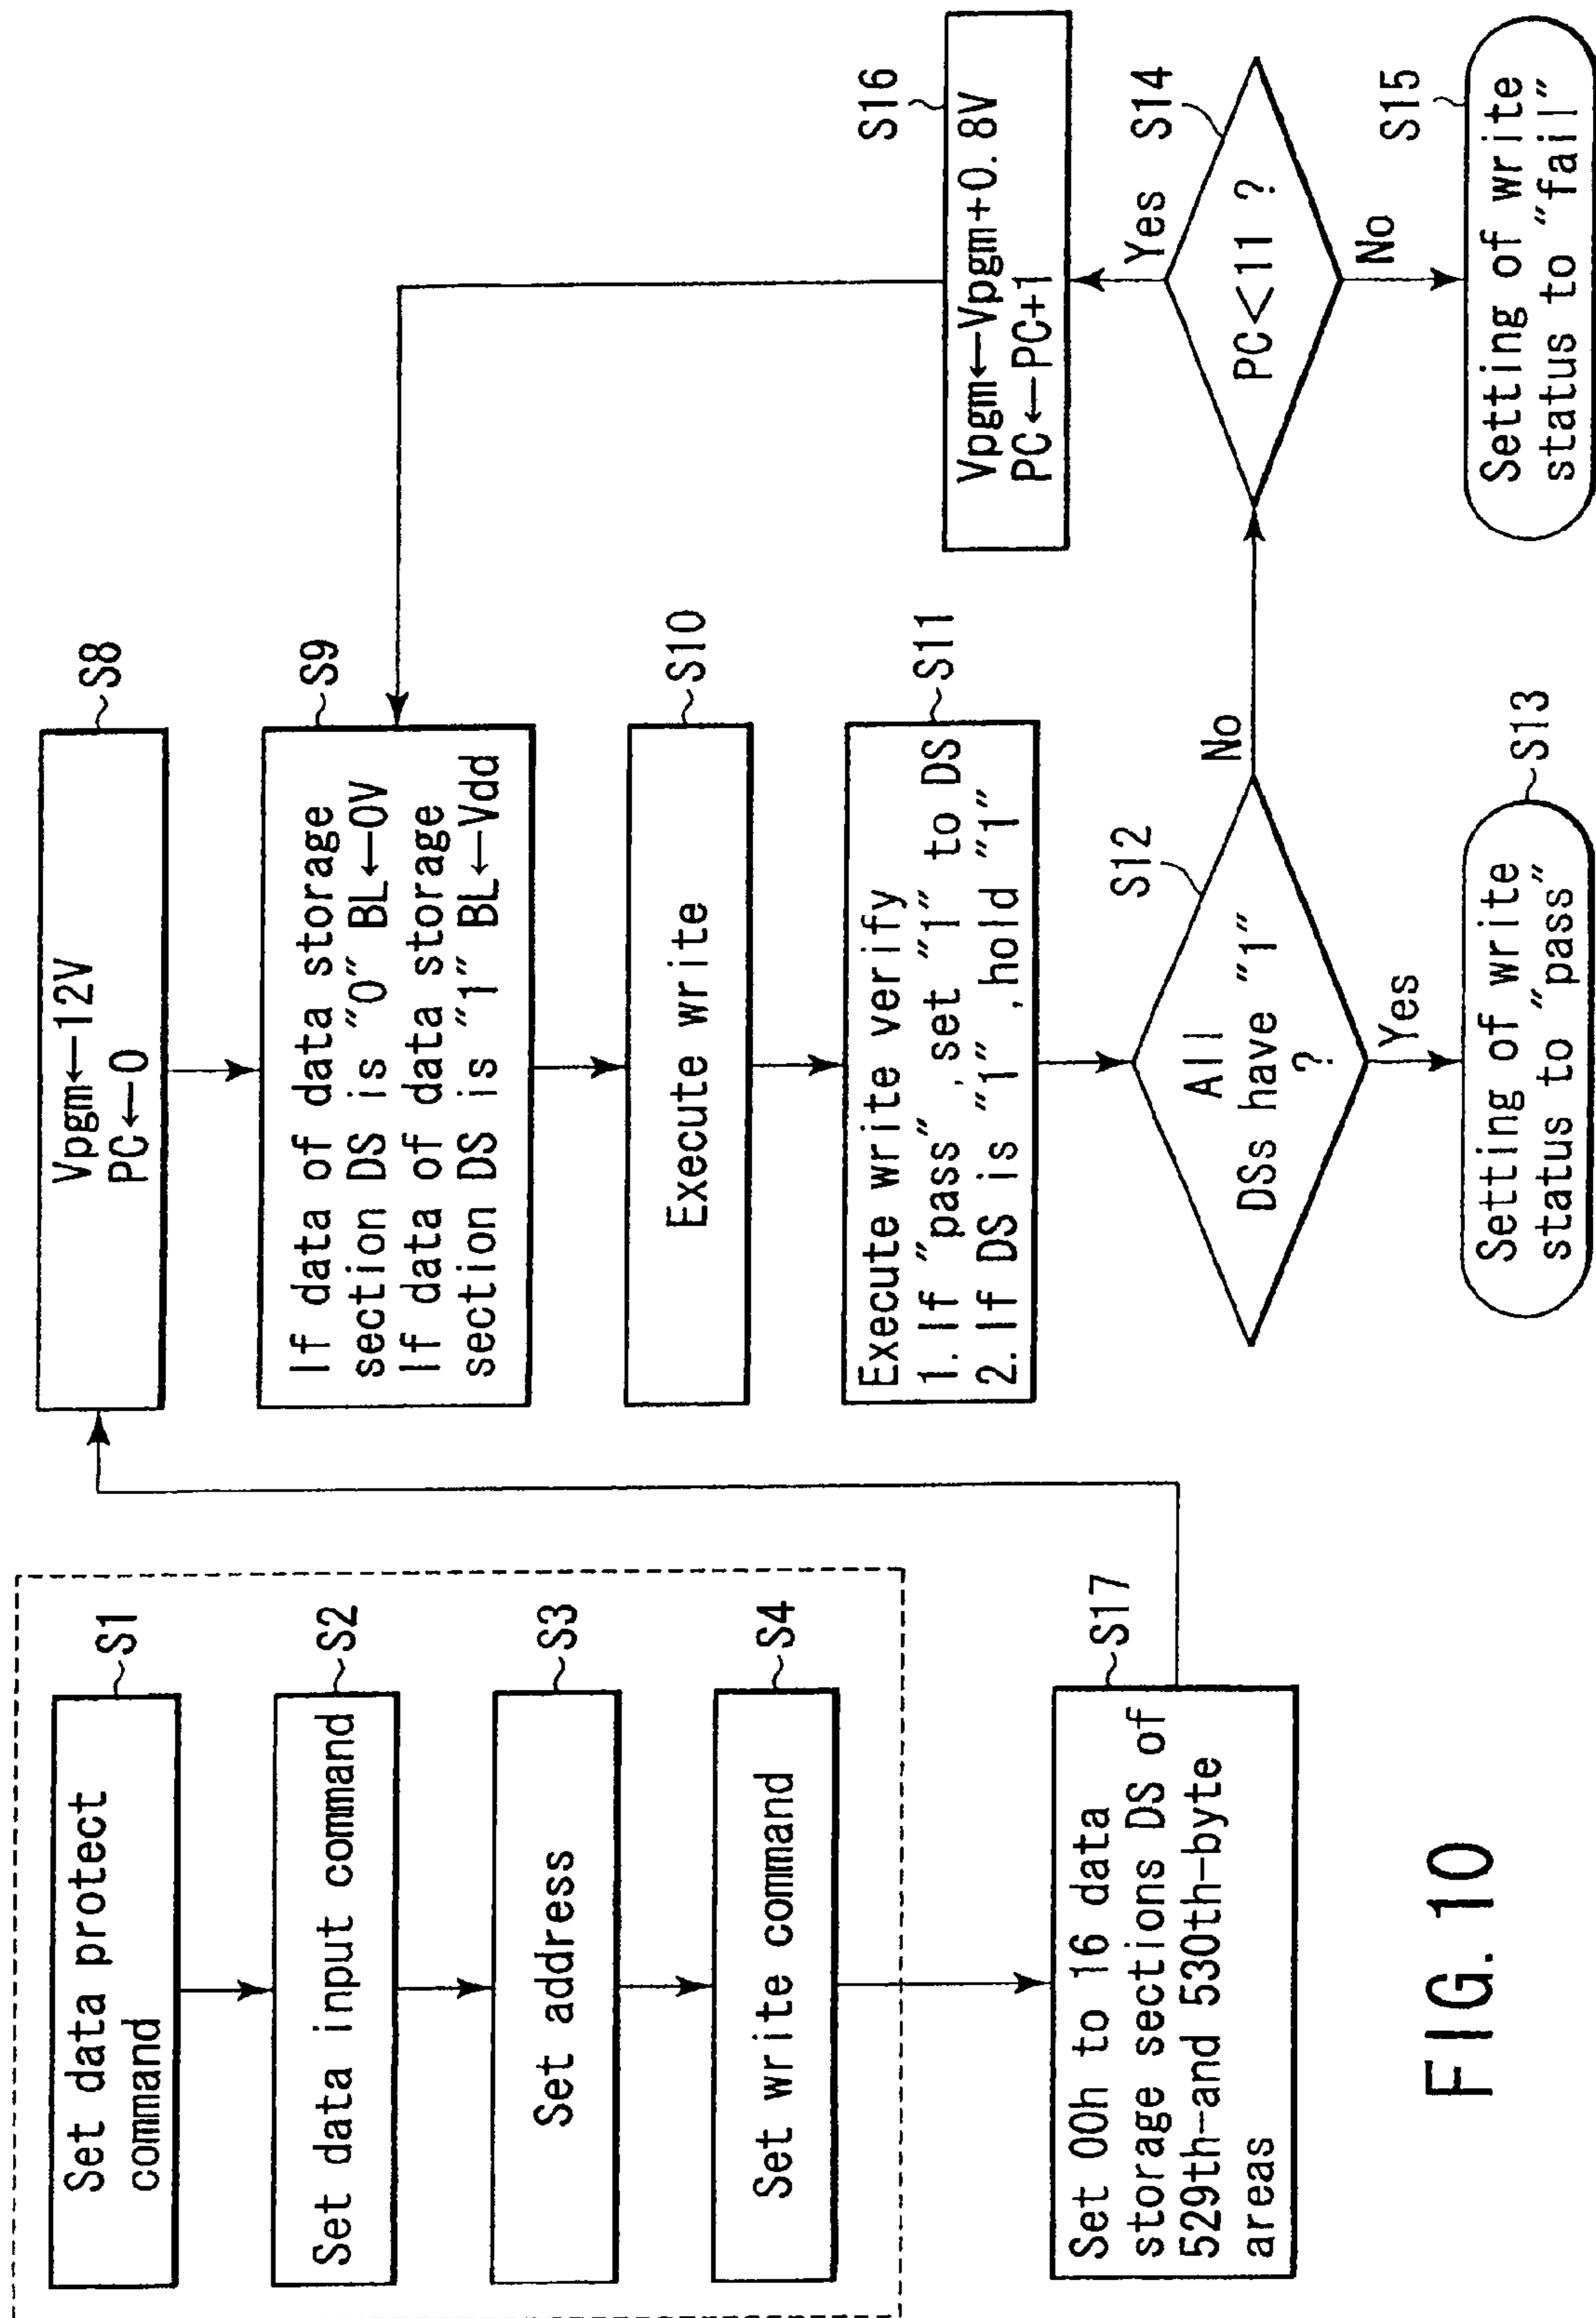 Set data protect
command
S1
Set data input command
S2
Set address
S3
Set write command
S4
Set 00h to 16 data
storage sections DS of
529th-and 530th-byte
areas
S17
Vpgm←12V
PC←0
S8
If data of data storage
section DS is "0" BL←0V
If data of data storage
section DS is "1" BL←Vdd
S9
Execute write
S10
Execute write verify
1. If "pass",set "1" to DS
2. If DS is "1",hold "1"
S11
All
DSs have "1"
?
S12
No
Yes
Setting of write
status to "pass"
S13
Vpgm←Vpgm+0.8V
PC←PC+1
S16
Yes
PC<11 ?
S14
No
Setting of write
status to "fail"
S15
FIG. 10